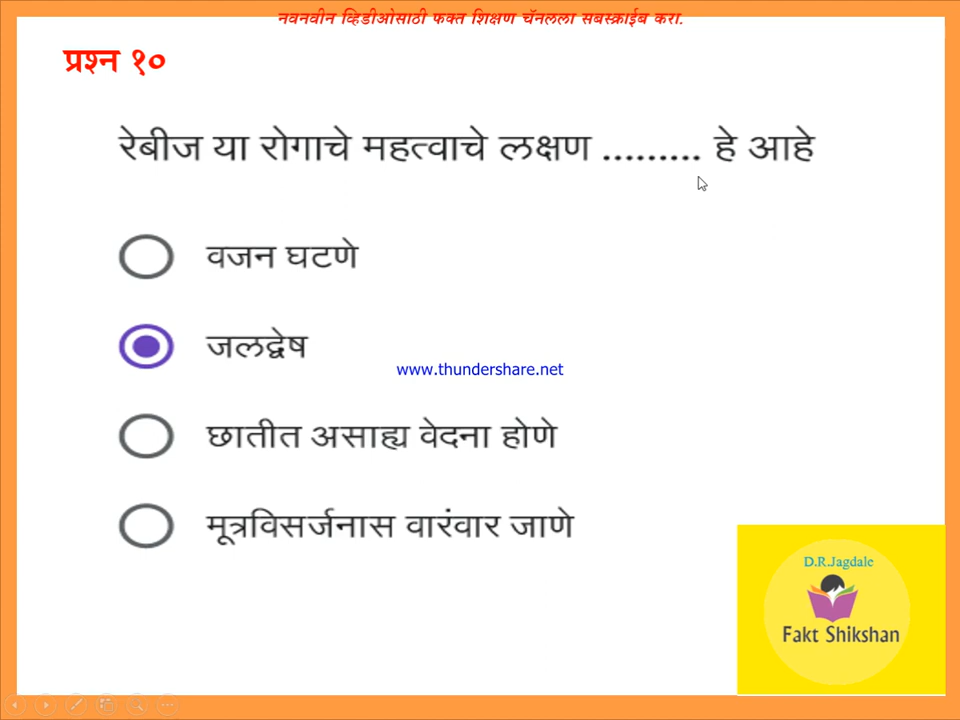 नवनवीन व्हिडीओसाठी फक्त शिक्षण चॅनलला सबस्क्राईब करा.
प्रश्न १०
रेबीज या रोगाचे महत्वाचे लक्षण ......... हे आहे
वजन घटणे
जलद्वेष
www.thundershare.net
छातीत असाह्य वेदना होणे
मूत्रविसर्जनास वारंवार जाणे
D.R.Jagdale
Fakt Shikshan